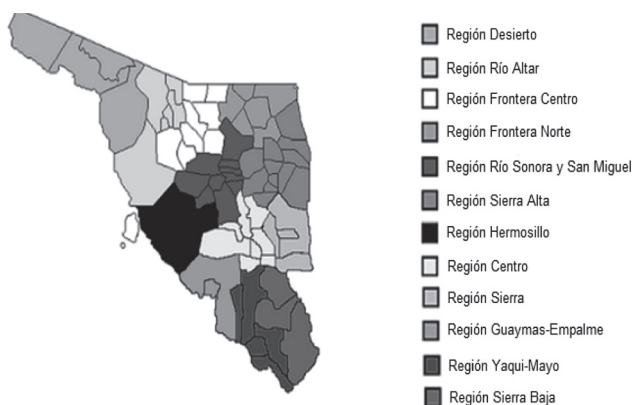 Región Desierto
Región Río Altar
Región Frontera Centro
Región Frontera Norte
Región Río Sonora y San Miguel
Región Sierra Alta
Región Hermosillo
Región Centro
Región Sierra
Región Guaymas-Empalme
Región Yaqui-Mayo
Región Sierra Baja